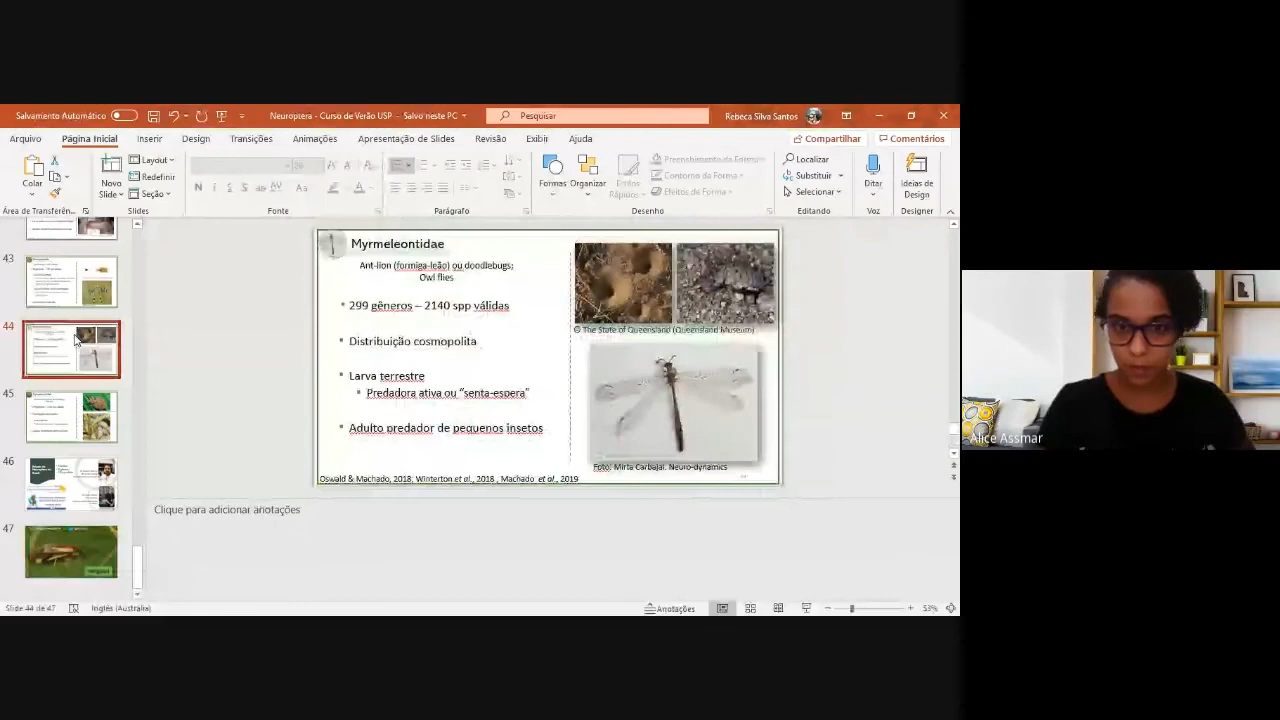 Salvamento Automático
Neuroptera - Curso de Verão USP – Salvo neste PC
Pesquisar
Rebeca Silva Santos
Arquivo
Página Inicial
Inserir
Design
Transições
Animações
Apresentação de Slides
Revisão
Exibir
Ajuda
Compartilhar
Comentários
Colar
Novo
Slide
Layout
Redefinir
Seção
Formas
Organizar
Estilos
Rápidos
Preenchimento da Forma
Contorno da Forma
Efeitos de Forma
Localizar
Substituir
Selecionar
Ditar
Ideias de
Design
Área de Transferên...
Slides
Fonte
Parágrafo
Desenho
Editando
Voz
Designer
43
44
45
46
47
Myrmeleontidae
Ant-lion (formiga-leão) ou doodlebugs;
Owl flies
299 gêneros – 2140 spp válidas
Distribuição cosmopolita
Larva terrestre
Predadora ativa ou “senta-espera”
Adulto predador de pequenos insetos
© The State of Queensland (Queensland Museum)
Foto: Mirta Carbajal. Neuro-dynamics
Oswald & Machado, 2018; Winterton et al., 2018 , Machado et al., 2019
Clique para adicionar anotações
Slide 44 de 47
Inglês (Austrália)
Anotações
53%
Alice Assmar